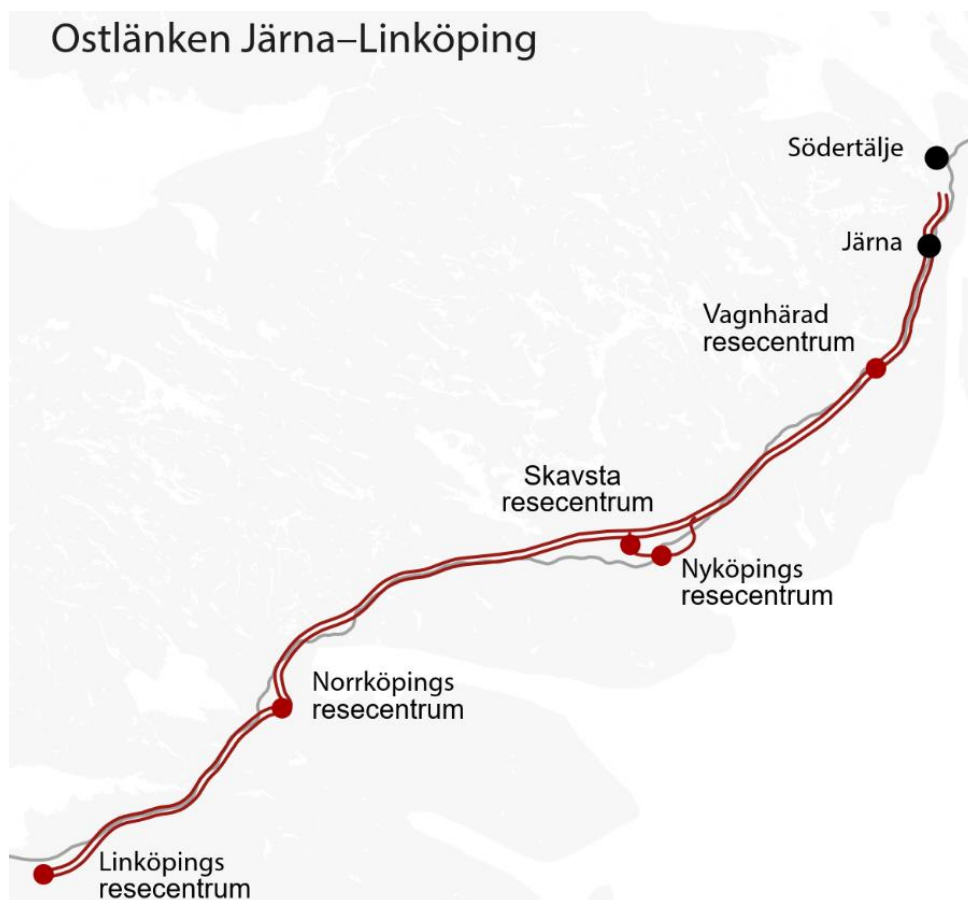 Ostlänken Järna–Linköping
Södertälje
Järna
Vagnhärad
resecentrum
Skavsta
resecentrum
Nyköpings
resecentrum
Norrköpings
resecentrum
Linköpings
resecentrum